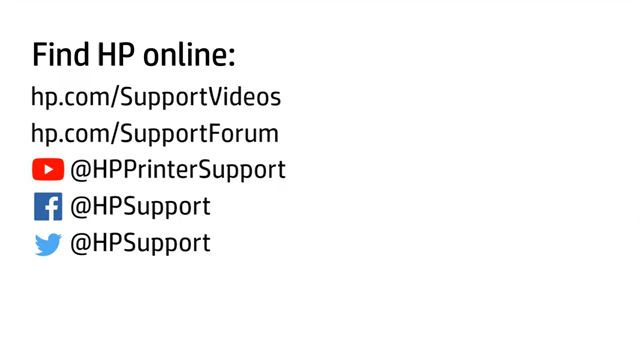 Find HP online:
hp.com/SupportVideos
hp.com/SupportForum
@HPPrinterSupport
@HPSupport
@HPSupport